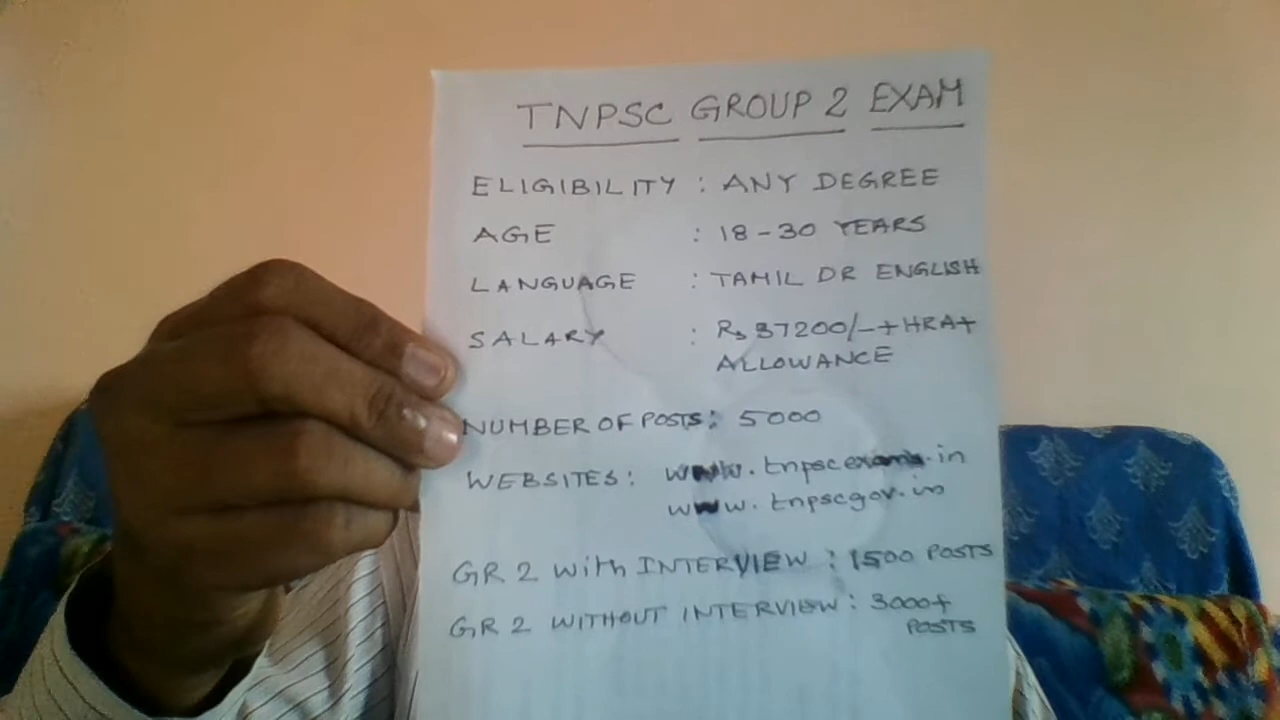 TNPSC GROUP 2 EXAM
ELIGIBILITY : ANY DEGREE
AGE : 18-30 YEARS
LANGUAGE : TAMIL OR ENGLISH
SALARY : Rs 37200/- + HRA+
ALLOWANCE
NUMBER OF POSTS: 5000
WEBSITES: www.tnpscexams.in
www.tnpscgov.in
GR 2 with INTERVIEW : 1500 POSTS
GR 2 WITHOUT INTERVIEW: 3000+
POSTS